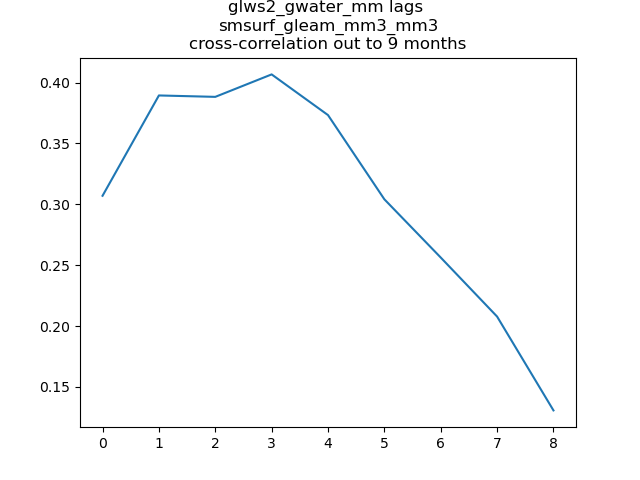 glws2_gwater_mm lags
smsurf_gleam_mm3_mm3
cross-correlation out to 9 months
0.40
0.35
0.30
0.25
0.20
0.15
0 1 2 3 4 5 6 7 8